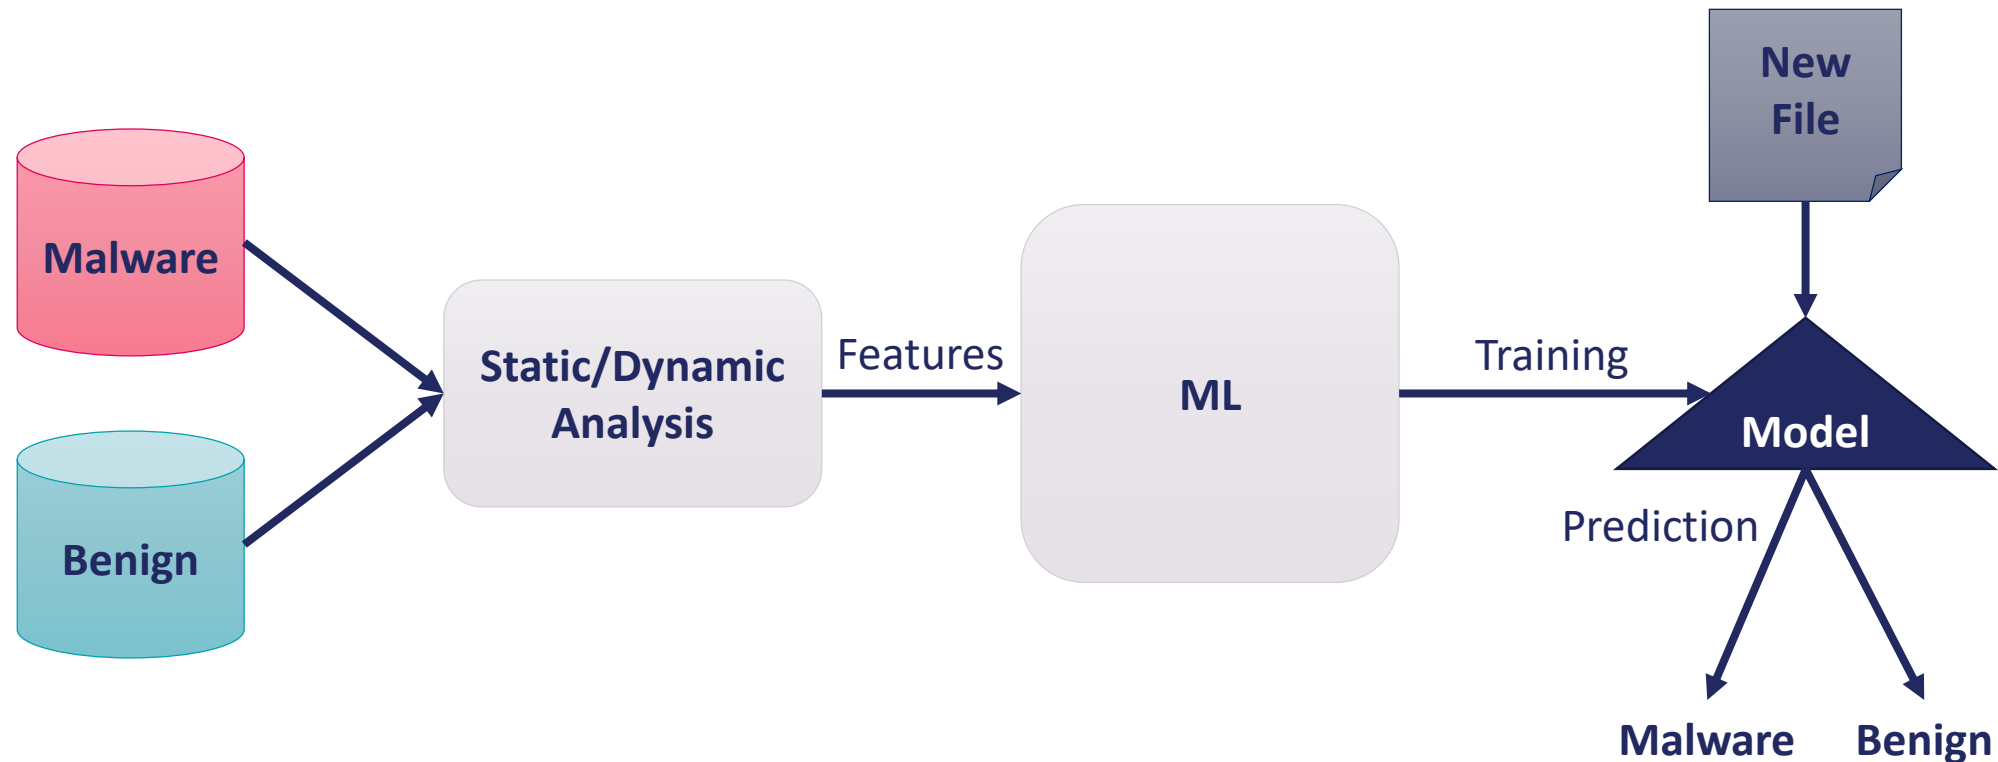 New
File
Malware
Static/Dynamic
Analysis
Features
ML
Training
Model
Benign
Prediction
Malware
Benign